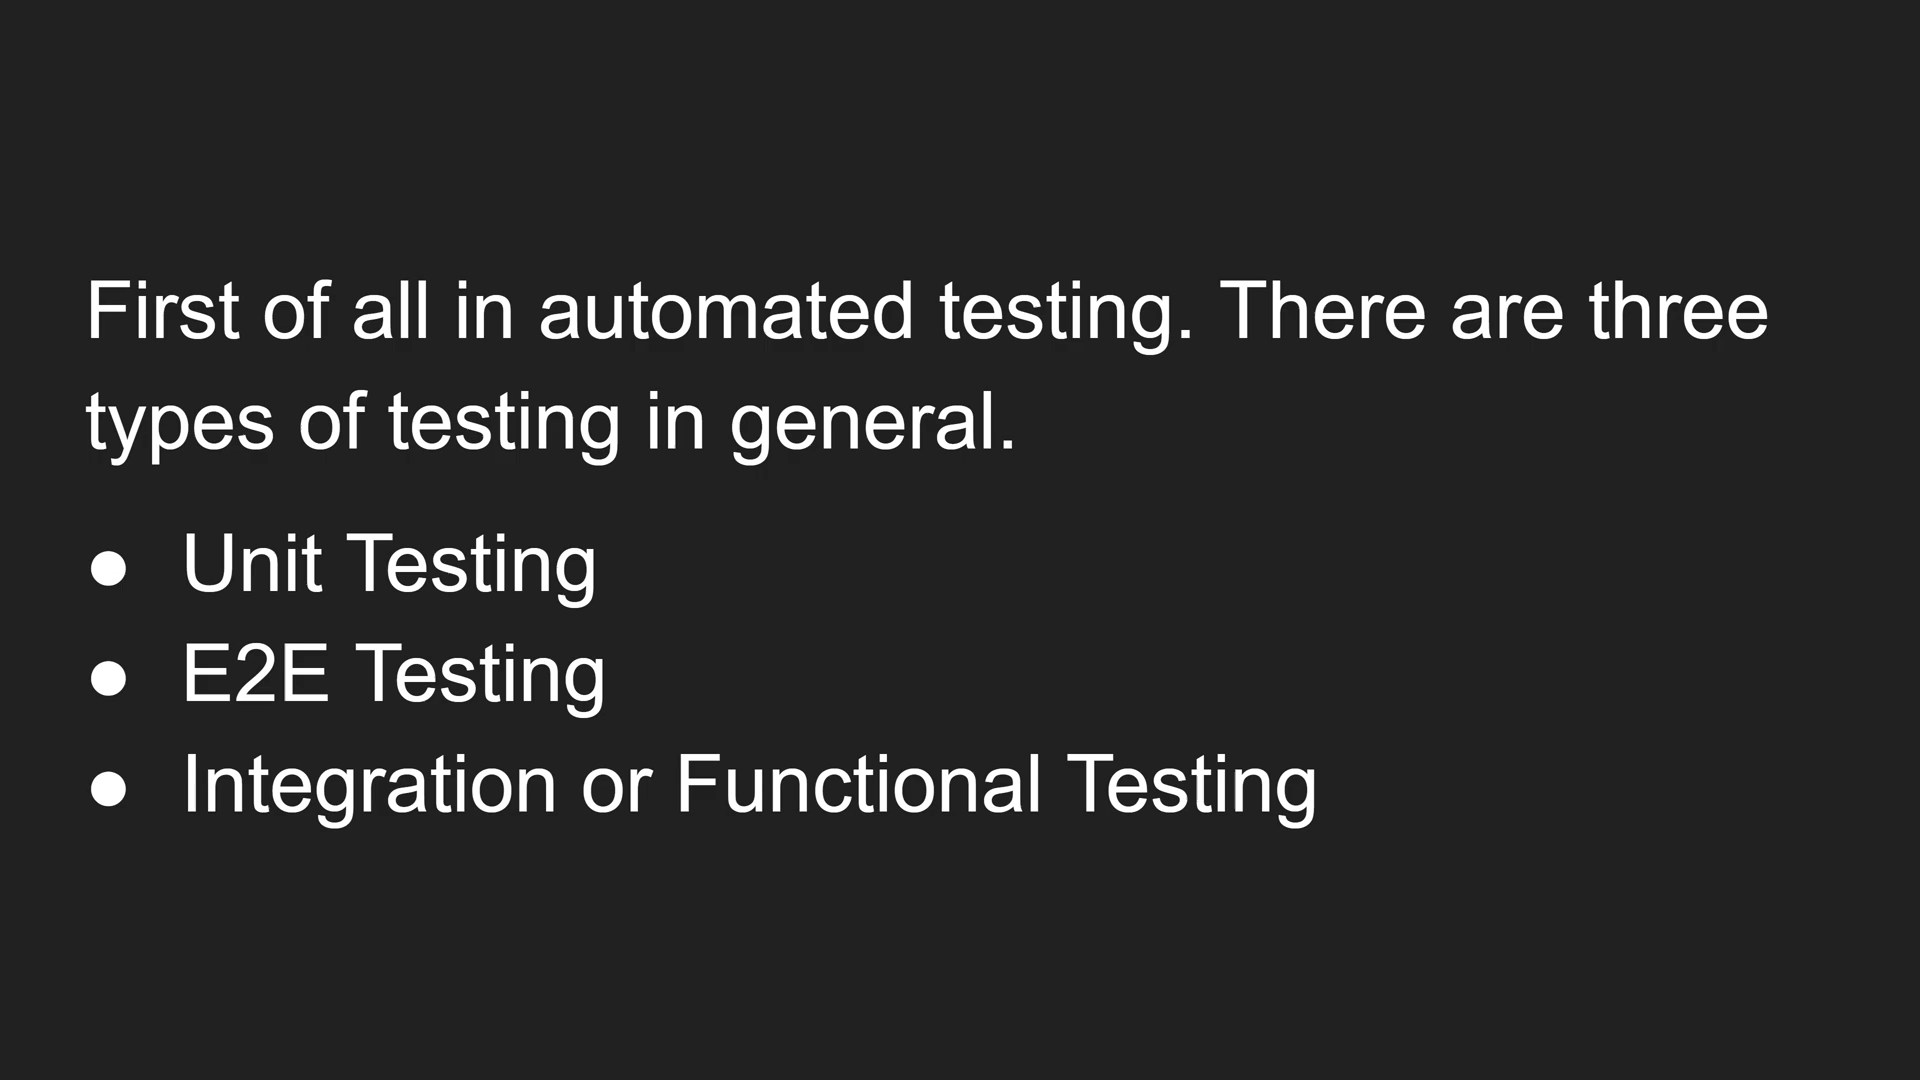 First of all in automated testing. There are three
types of testing in general.
● Unit Testing
● E2E Testing
● Integration or Functional Testing